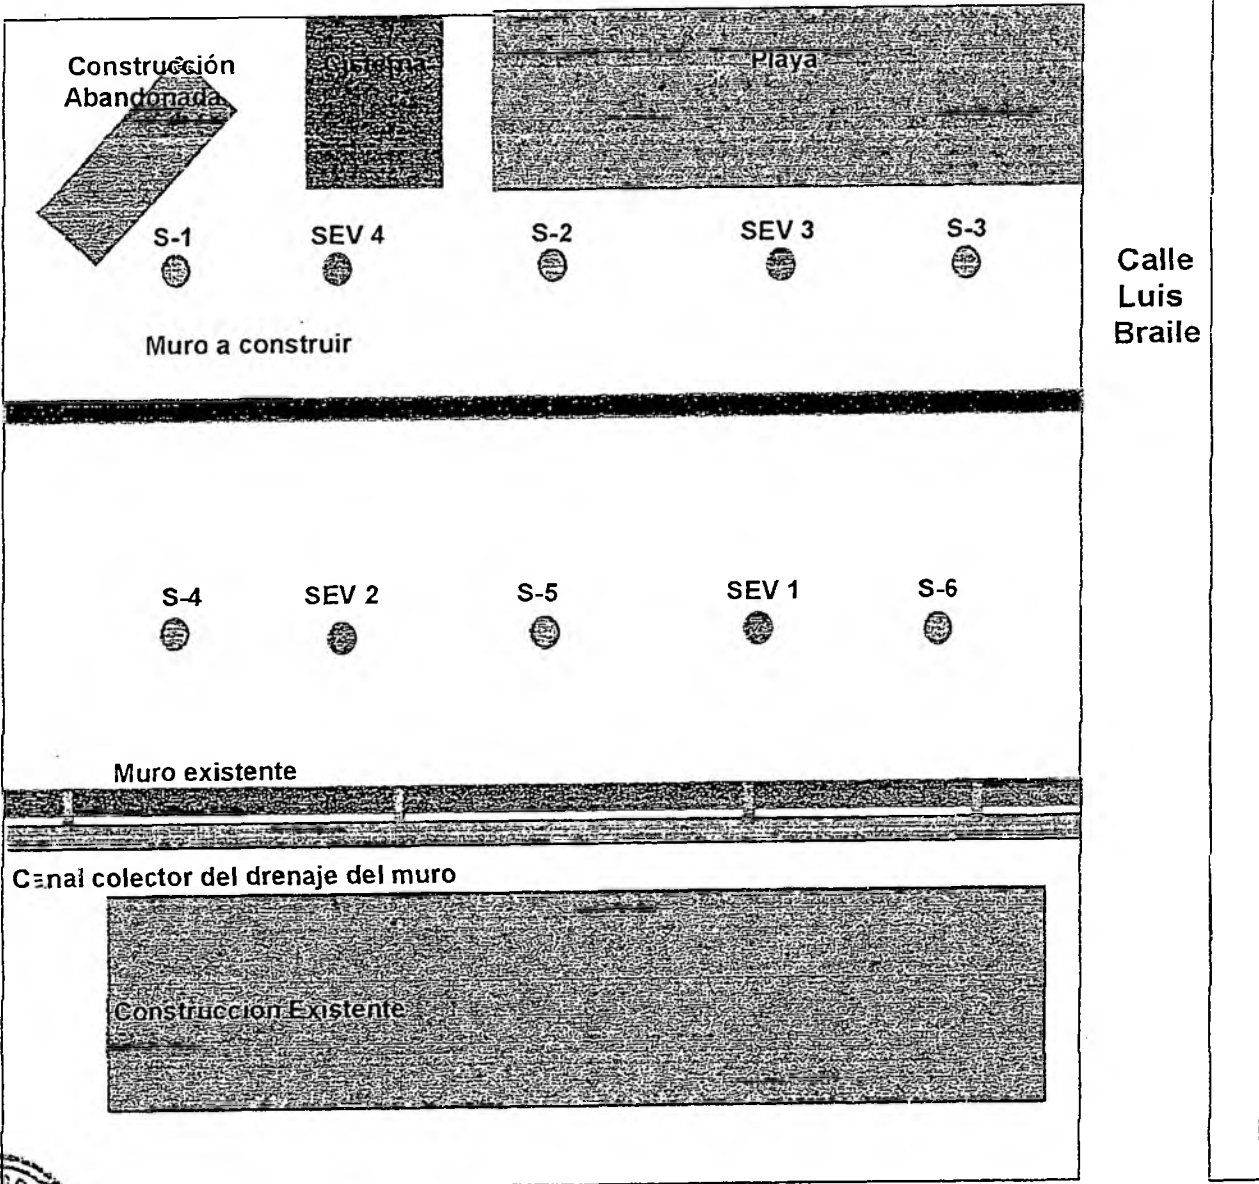 Construcción
Abandonada
Cisterna
Playa
S-1
SEV 4
S-2
SEV 3
S-3
Calle
Luis
Braile
Muro a construir
S-4
SEV 2
S-5
SEV 1
S-6
Muro existente
Canal colector del drenaje del muro
Construccion Existente